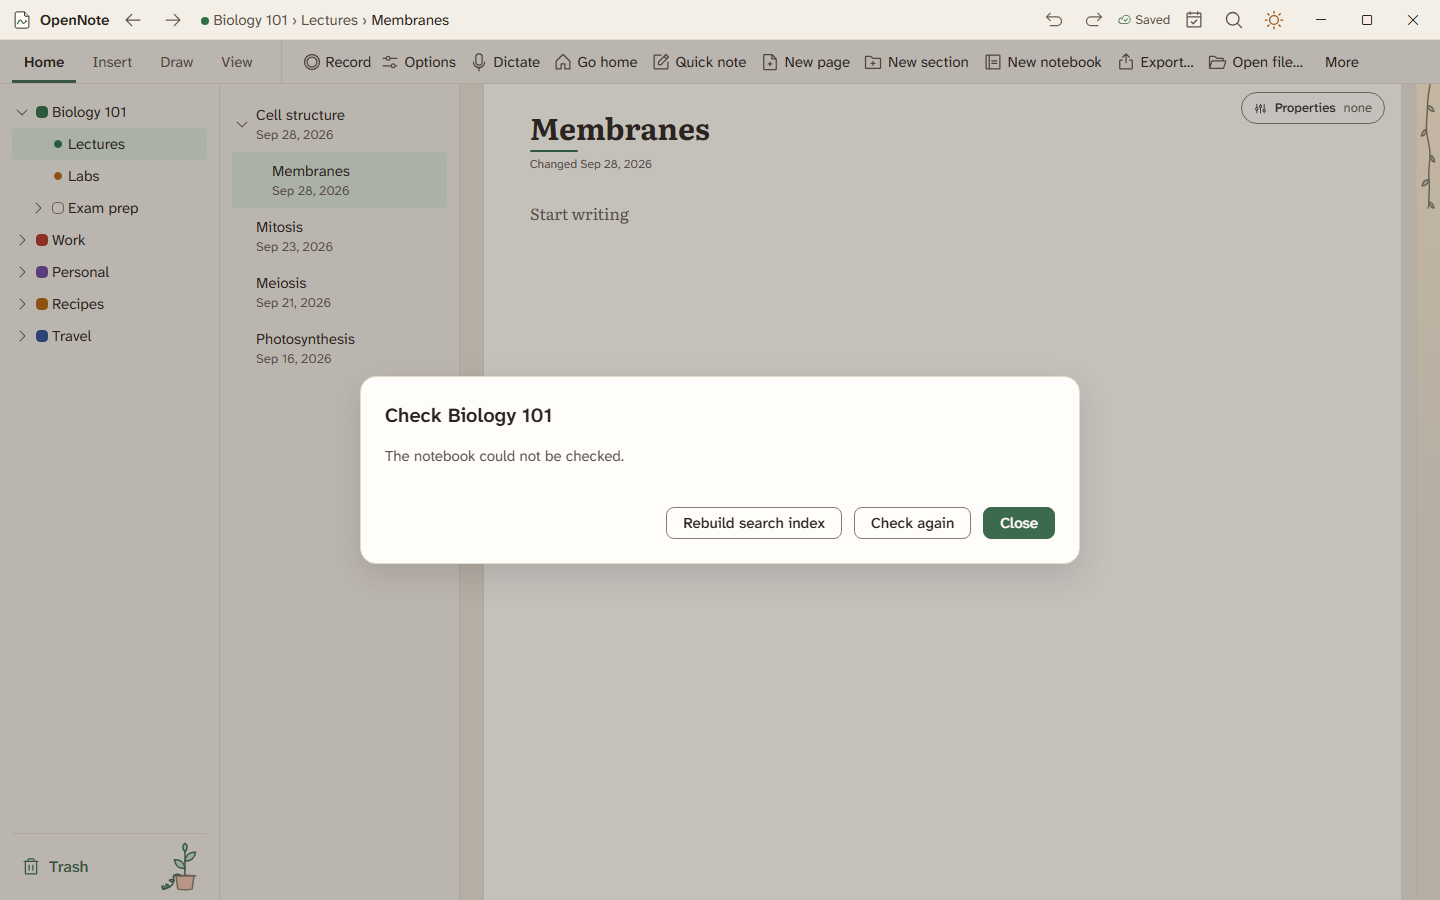 OpenNote
Biology 101 › Lectures › Membranes
Saved
Home
Insert
Draw
View
Record
Options
Dictate
Go home
Quick note
New page
New section
New notebook
Export...
Open file...
More
Biology 101
Lectures
Labs
Exam prep
Work
Personal
Recipes
Travel
Trash
Cell structure
Sep 28, 2026
Membranes
Sep 28, 2026
Mitosis
Sep 23, 2026
Meiosis
Sep 21, 2026
Photosynthesis
Sep 16, 2026
Properties none
Membranes
Changed Sep 28, 2026
Start writing
Check Biology 101
The notebook could not be checked.
Rebuild search index
Check again
Close